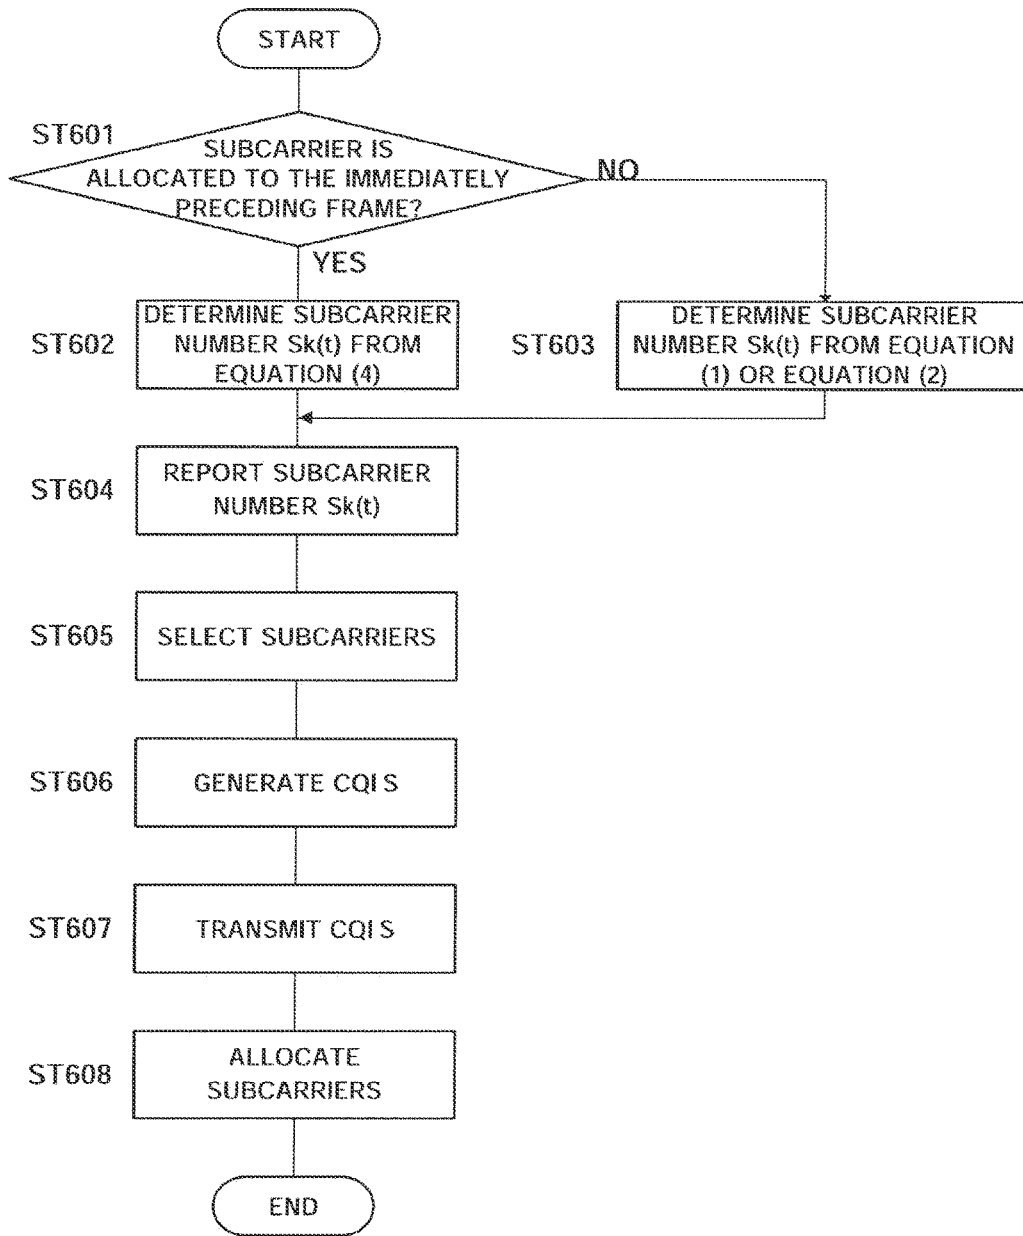 START
ST601
SUBCARRIER IS
ALLOCATED TO THE IMMEDIATELY
PRECEDING FRAME?
NO
YES
ST602
DETERMINE SUBCARRIER
NUMBER Sk(t) FROM
EQUATION (4)
ST603
DETERMINE SUBCARRIER
NUMBER Sk(t) FROM EQUATION
(1) OR EQUATION (2)
ST604
REPORT SUBCARRIER
NUMBER Sk(t)
ST605
SELECT SUBCARRIERS
ST606
GENERATE CQI S
ST607
TRANSMIT CQI S
ST608
ALLOCATE
SUBCARRIERS
END